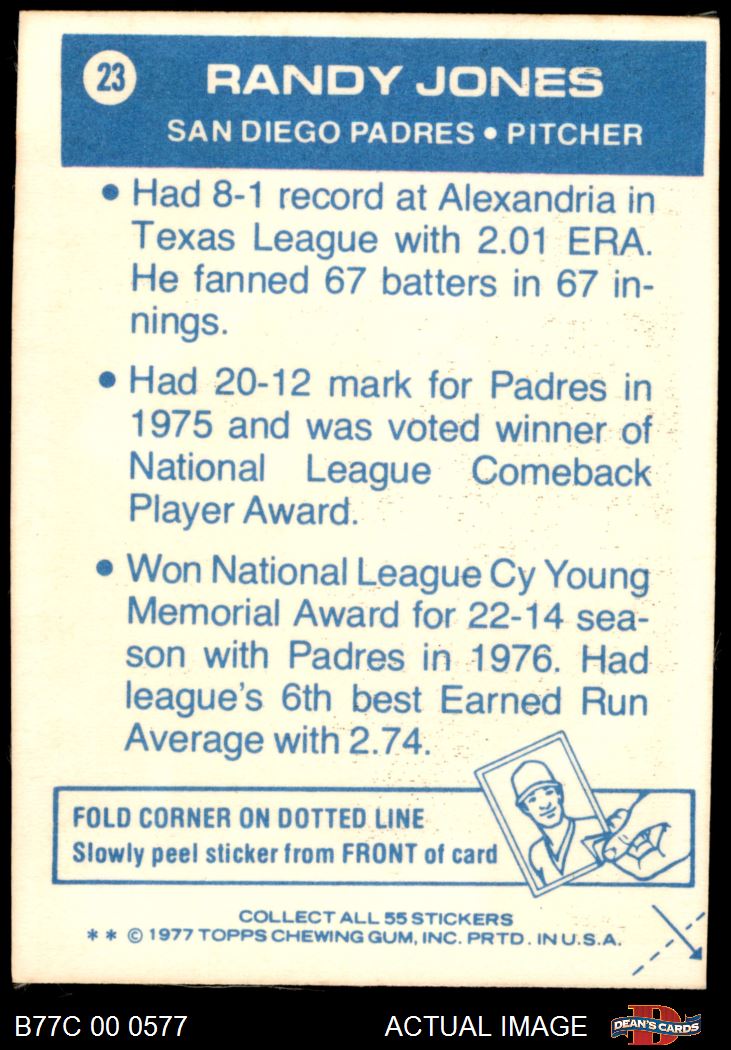 23 RANDY JONES
SAN DIEGO PADRES • PITCHER
• Had 8-1 record at Alexandria in
Texas League with 2.01 ERA.
He fanned 67 batters in 67 in-
nings.
• Had 20-12 mark for Padres in
1975 and was voted winner of
National League Comeback
Player Award.
• Won National League Cy Young
Memorial Award for 22-14 sea-
son with Padres in 1976. Had
league's 6th best Earned Run
Average with 2.74.
FOLD CORNER ON DOTTED LINE
Slowly peel sticker from FRONT of card
COLLECT ALL 55 STICKERS
** © 1977 TOPPS CHEWING GUM, INC. PRTD. IN U.S.A.
B77C 00 0577 ACTUAL IMAGE D DEAN'S CARDS